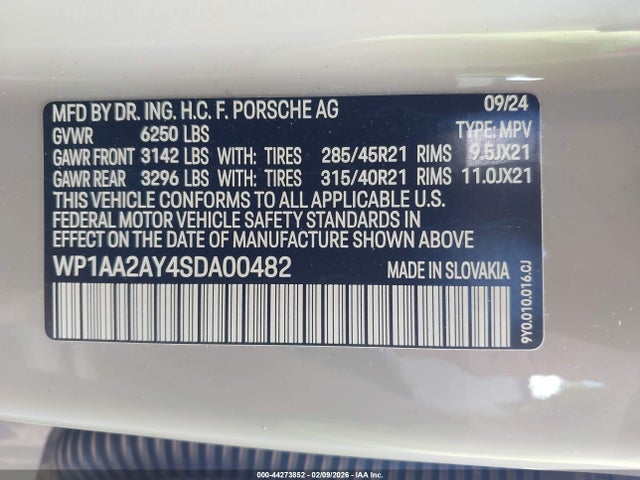 MFD BY DR. ING. H.C. F. PORSCHE AG 09/24
GVWR 6250 LBS TYPE: MPV
GAWR FRONT 3142 LBS WITH: TIRES 285/45R21 RIMS 9.5JX21
GAWR REAR 3296 LBS WITH: TIRES 315/40R21 RIMS 11.0JX21
THIS VEHICLE CONFORMS TO ALL APPLICABLE U.S.
FEDERAL MOTOR VEHICLE SAFETY STANDARDS IN
EFFECT ON THE DATE OF MANUFACTURE SHOWN ABOVE
WP1AA2AY4SDA00482 MADE IN SLOVAKIA
9Y0.010.016.CJ
000-44273852 - 02/09/2026 - IAA Inc.